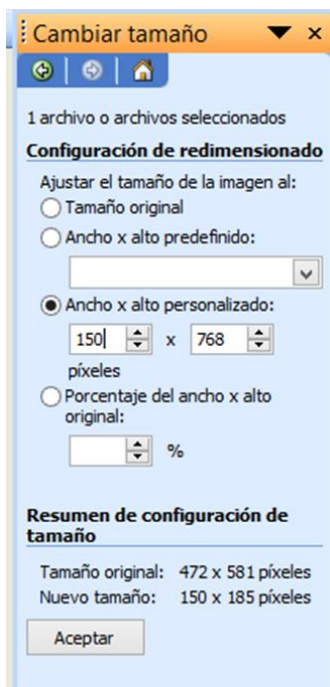 Cambiar tamaño
1 archivo o archivos seleccionados
Configuración de redimensionado
Ajustar el tamaño de la imagen al:
Tamaño original
Ancho x alto predefinido:
Ancho x alto personalizado:
150 x 768
píxeles
Porcentaje del ancho x alto
original:
%
Resumen de configuración de
tamaño
Tamaño original: 472 x 581 píxeles
Nuevo tamaño: 150 x 185 píxeles
Aceptar